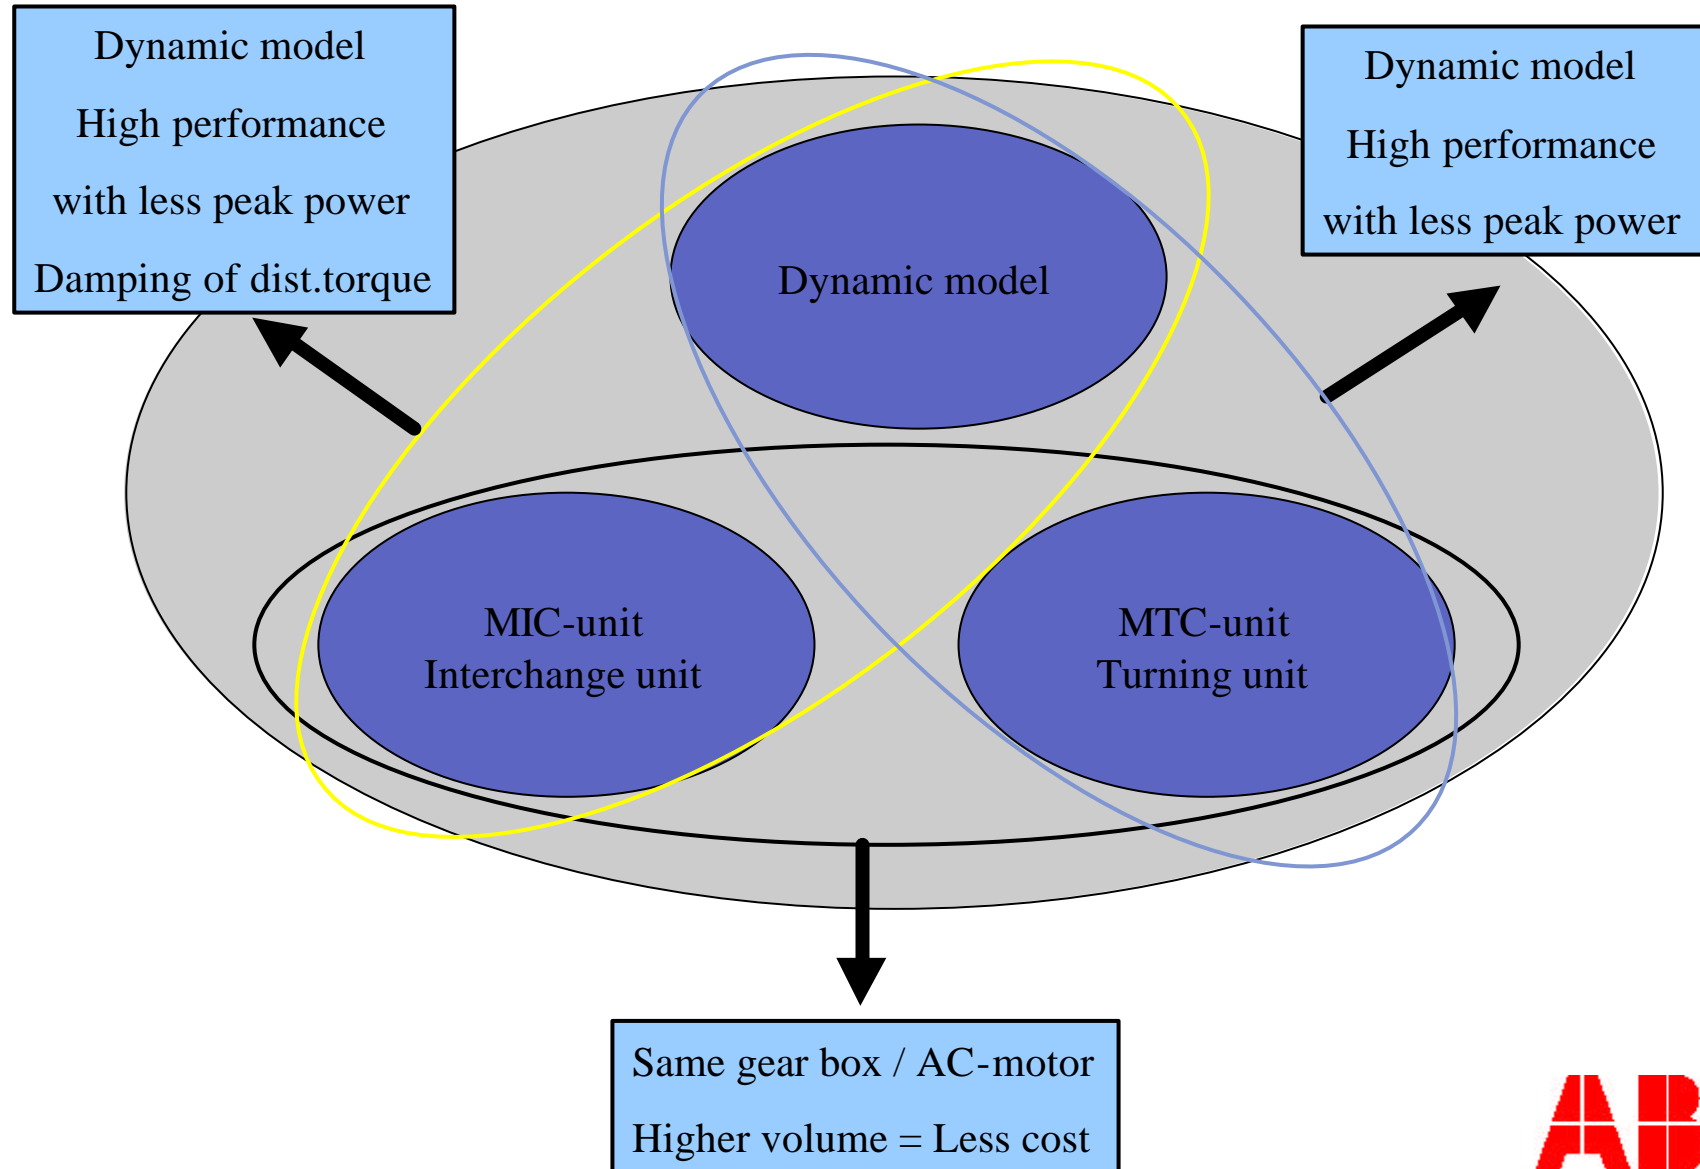 Dynamic model
High performance
with less peak power
Damping of dist.torque
Dynamic model
High performance
with less peak power
Dynamic model
MIC-unit
Interchange unit
MTC-unit
Turning unit
Same gear box / AC-motor
Higher volume = Less cost
AB